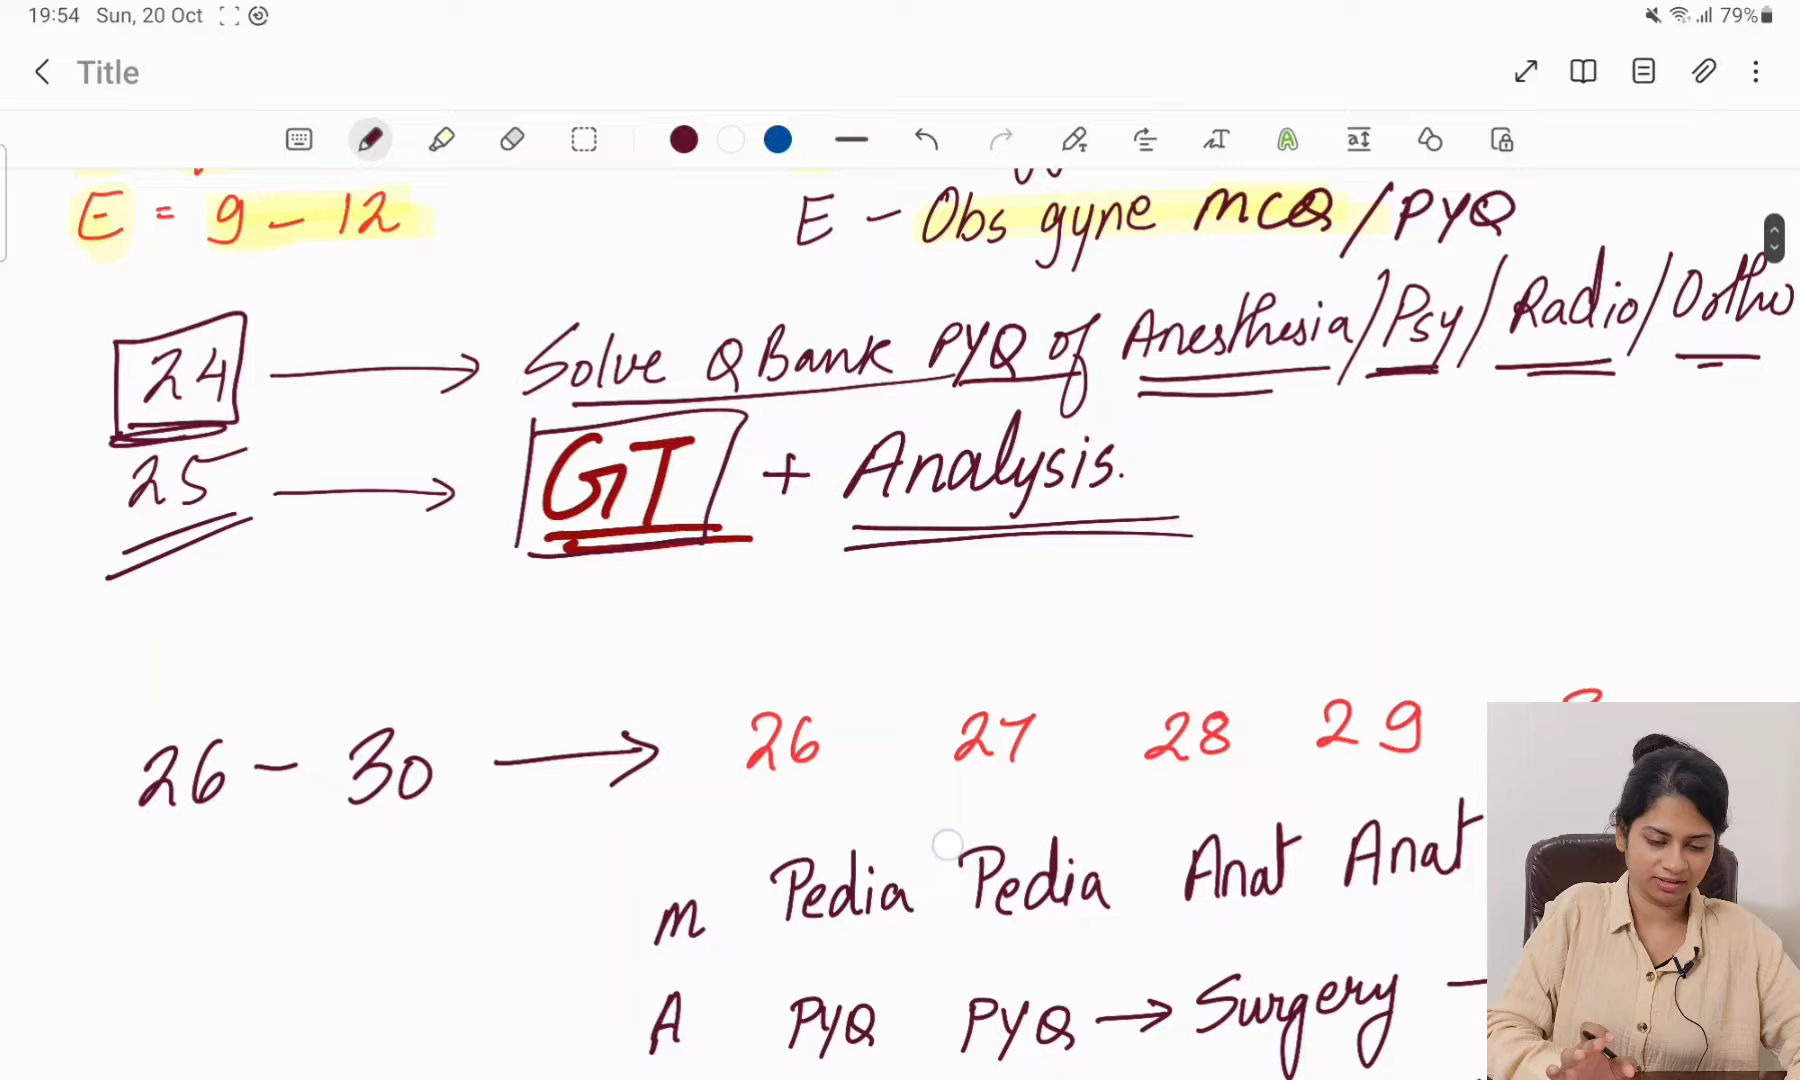 19:54 Sun, 20 Oct 79%
Title
E = 9 - 12
E - Obs gyne MCQ/PYQ
24 → Solve Q Bank PYQ of Anesthesia/Psy/Radio/Ortho
25 → GT + Analysis.
26 - 30 → 26 27 28 29
M Pedia Pedia Anat Anat
A PYQ PYQ → Surgery -